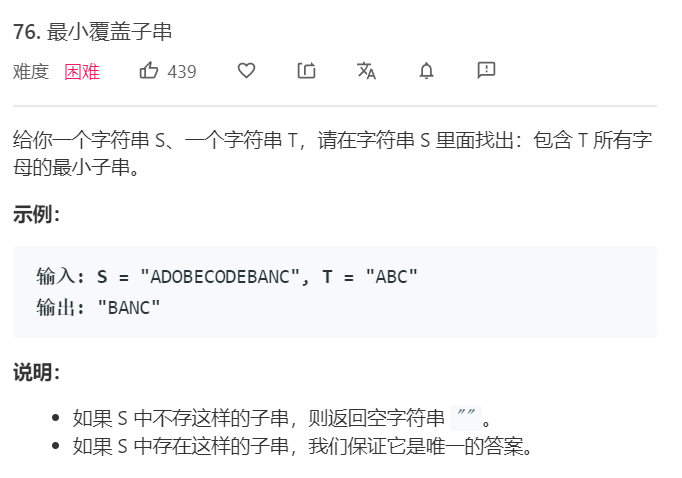 76. 最小覆盖子串
难度 困难 439
给你一个字符串 S、一个字符串 T，请在字符串 S 里面找出：包含 T 所有字
母的最小子串。
示例：
输入: S = "ADOBECODEBANC", T = "ABC"
输出: "BANC"
说明：
• 如果 S 中不存这样的子串，则返回空字符串 ""。
• 如果 S 中存在这样的子串，我们保证它是唯一的答案。